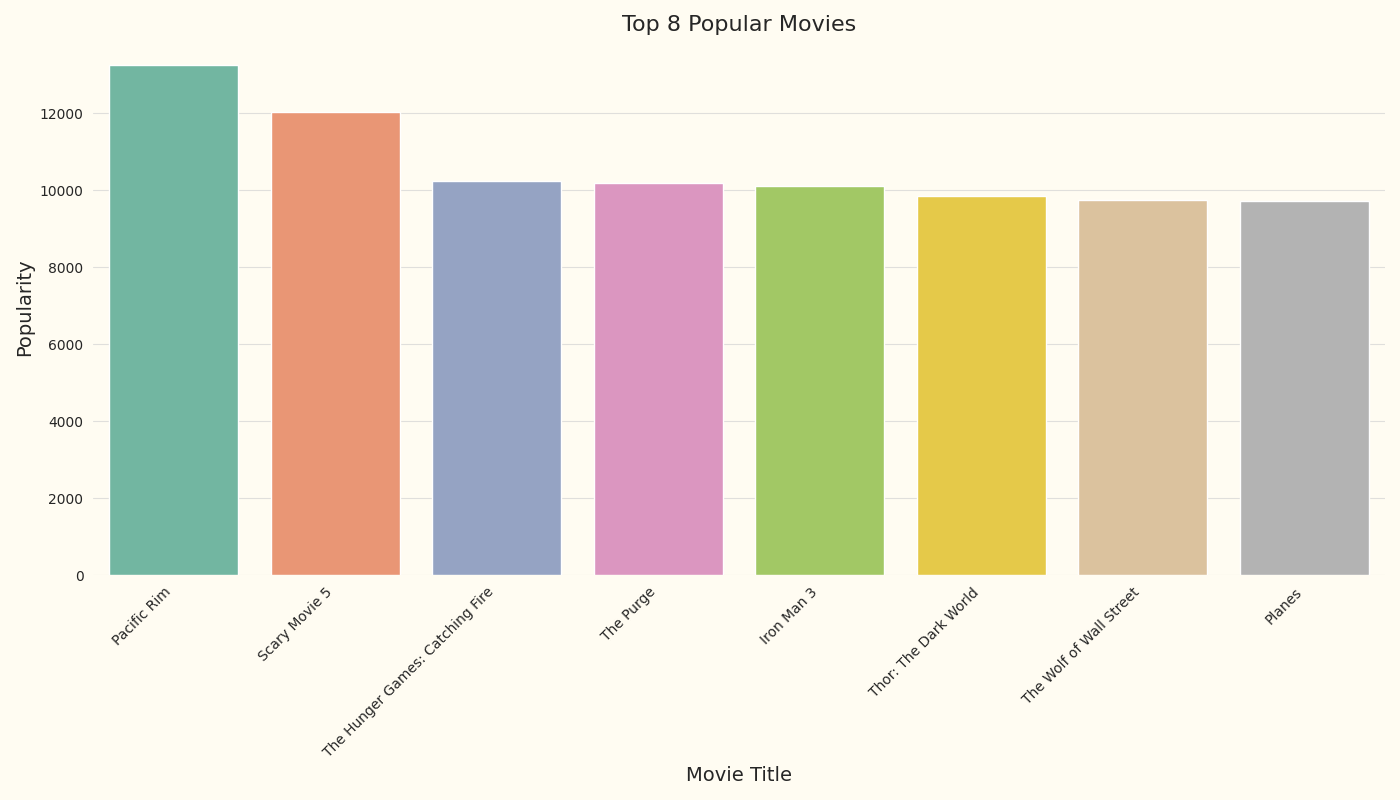 Top 8 Popular Movies
Popularity
12000
10000
8000
6000
4000
2000
0
Pacific Rim
Scary Movie 5
The Hunger Games: Catching Fire
The Purge
Iron Man 3
Thor: The Dark World
The Wolf of Wall Street
Planes
Movie Title